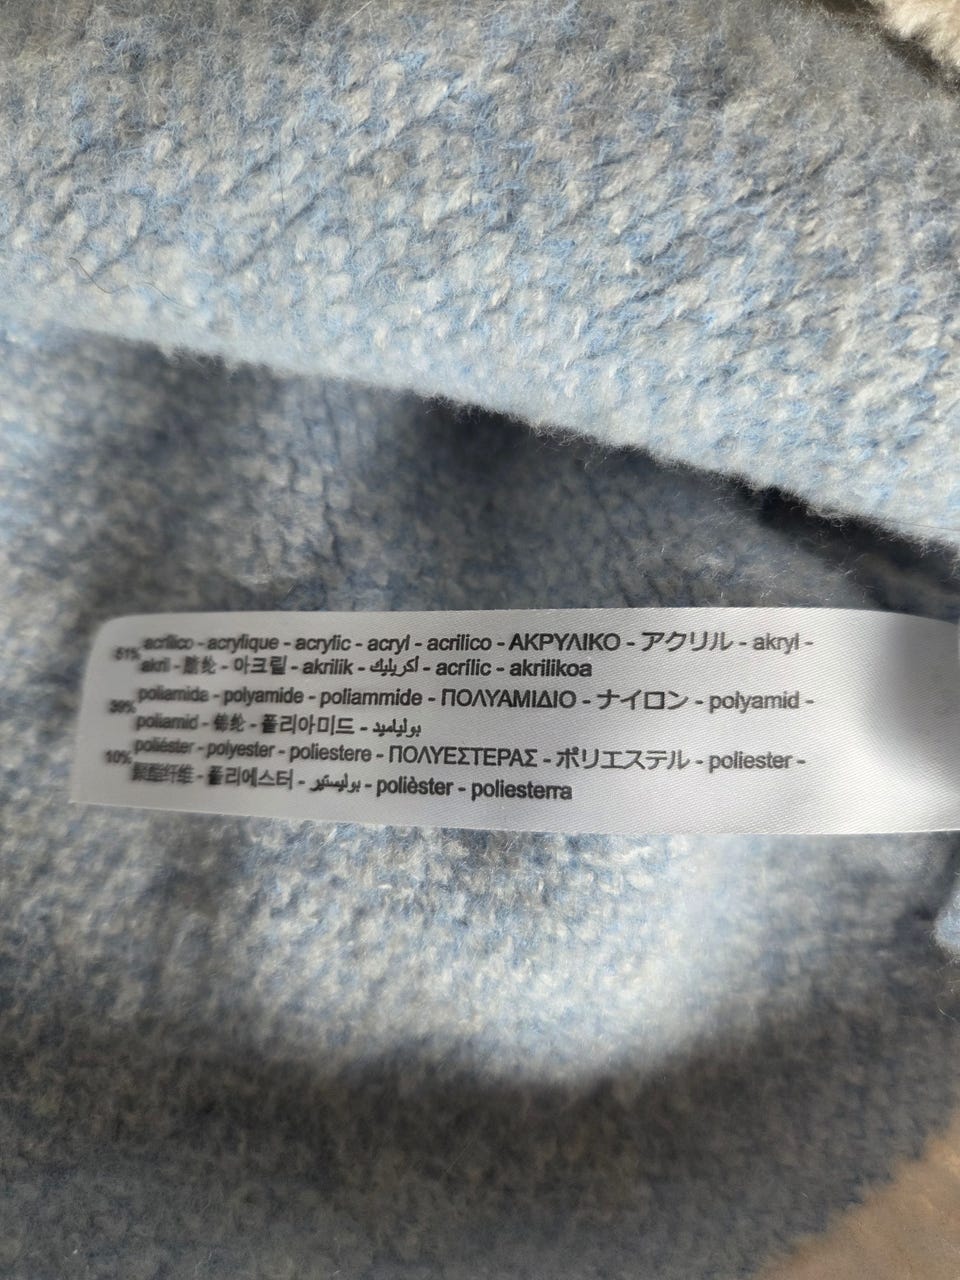 51% acrílico - acrylique - acrylic - acryl - acrilico - ΑΚΡΥΛΙΚΟ - アクリル - akryl -
akril - 腈纶 - 아크릴 - akrilik - أكريليك - acrílic - akrilikoa
39% poliamida - polyamide - poliammide - ΠΟΛΥΑΜΙΔΙΟ - ナイロン - polyamid -
poliamid - 锦纶 - 폴리아미드 - بولياميد
10% poliéster - polyester - poliestere - ΠΟΛΥΕΣΤΕΡΑΣ - ポリエステル - poliester -
聚酯纤维 - 폴리에스터 - بوليستير - polièster - poliesterra